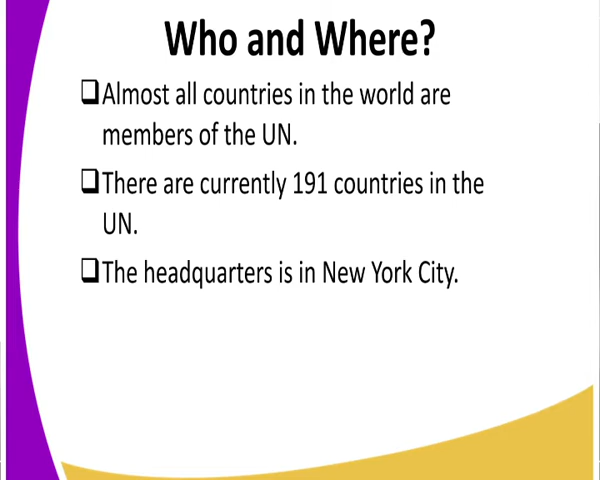 Who and Where?
❑Almost all countries in the world are
members of the UN.
❑There are currently 191 countries in the
UN.
❑The headquarters is in New York City.